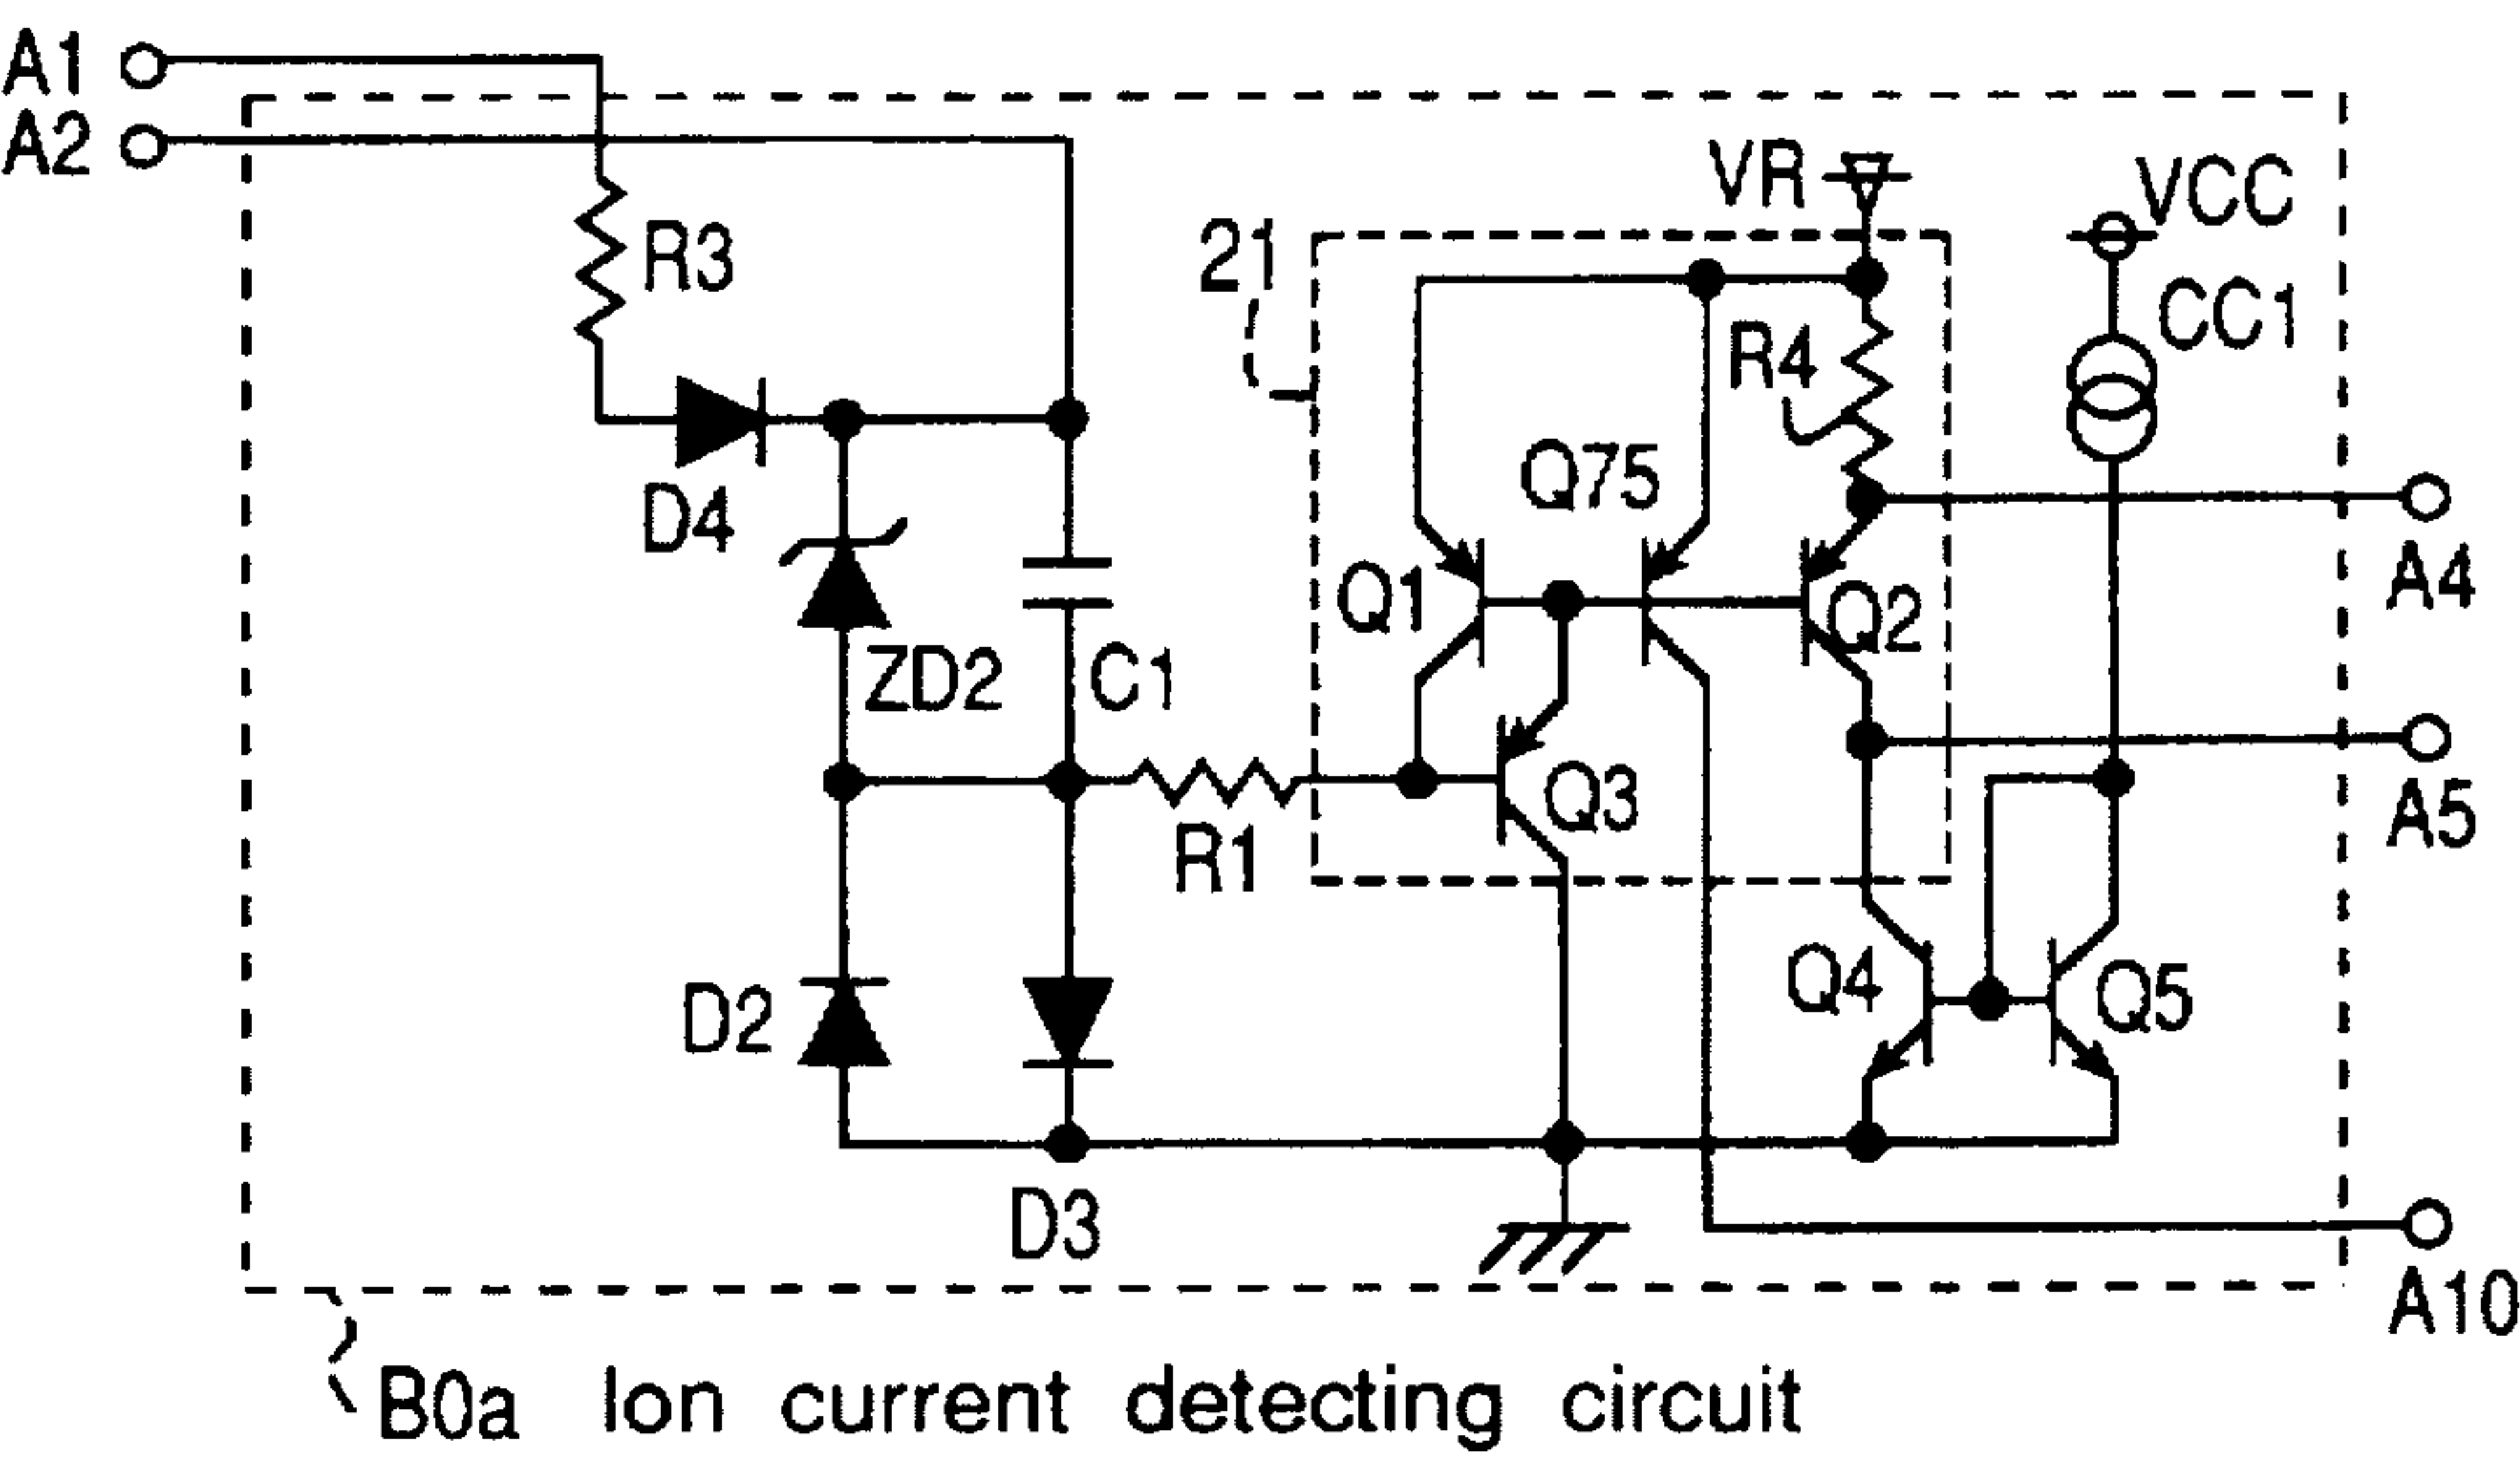 A1
A2
VR
VCC
21
R3
CC1
R4
Q75
D4
A4
Q1
Q2
ZD2
C1
Q3
A5
R1
Q4
Q5
D2
D3
A10
B0a Ion current detecting circuit